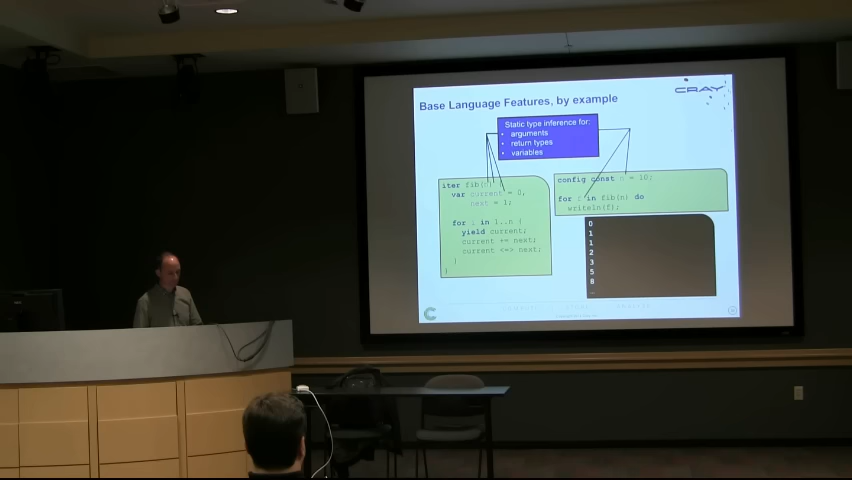 CRAY
Base Language Features, by example
Static type inference for:
• arguments
• return types
• variables
iter fib(n) {
var current = 0,
next = 1;
for i in 1..n {
yield current;
current += next;
current <=> next;
}
}
config const n = 10;
for f in fib(n) do
writeln(f);
0
1
1
2
3
5
8
…